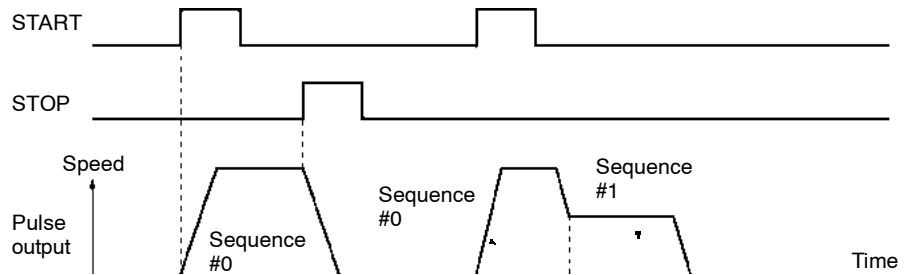 START
STOP
Speed
Sequence
#1
Sequence
#0
Pulse
output
Sequence
#0
Time